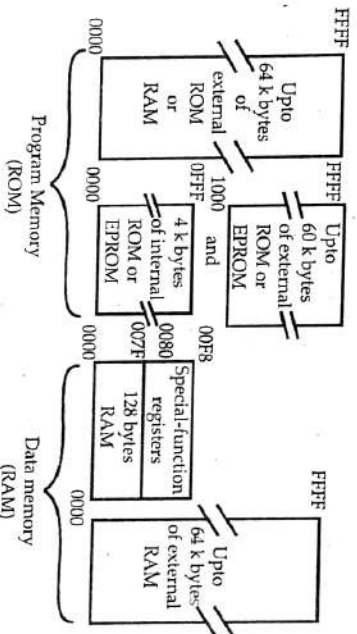 FFFF
Upto
64 k bytes
of
external
ROM
or
RAM
0000
FFFF
Upto
60 k bytes
of external
ROM or
EPROM
1000
and
0FFF
4 k bytes
of internal
ROM or
EPROM
0000
Program Memory
(ROM)
00F8
Special-function
registers
0080
007F
128 bytes
RAM
0000
FFFF
Upto
64 k bytes
of external
RAM
0000
Data memory
(RAM)